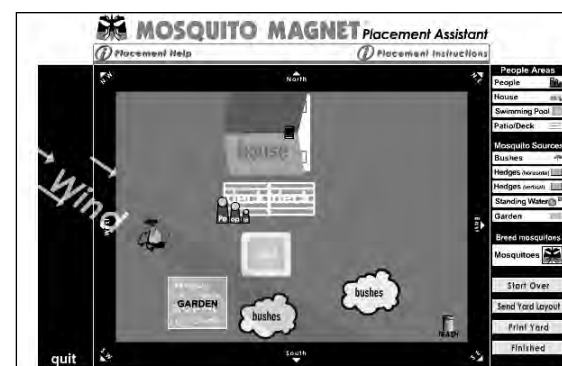 MOSQUITO MAGNET Placement Assistant
Placement Help
Placement Instructions
N W
North
N E
People Areas
People
House
Swimming Pool
Patio/Deck
Mosquito Sources
Bushes
Hedges (horizontal)
Hedges (vertical)
Standing Water
Garden
Breed mosquitoes
Mosquitoes
Start Over
Send Yard Layout
Print Yard
Finished
House
Wind
West
East
GARDEN
bushes
bushes
South
quit